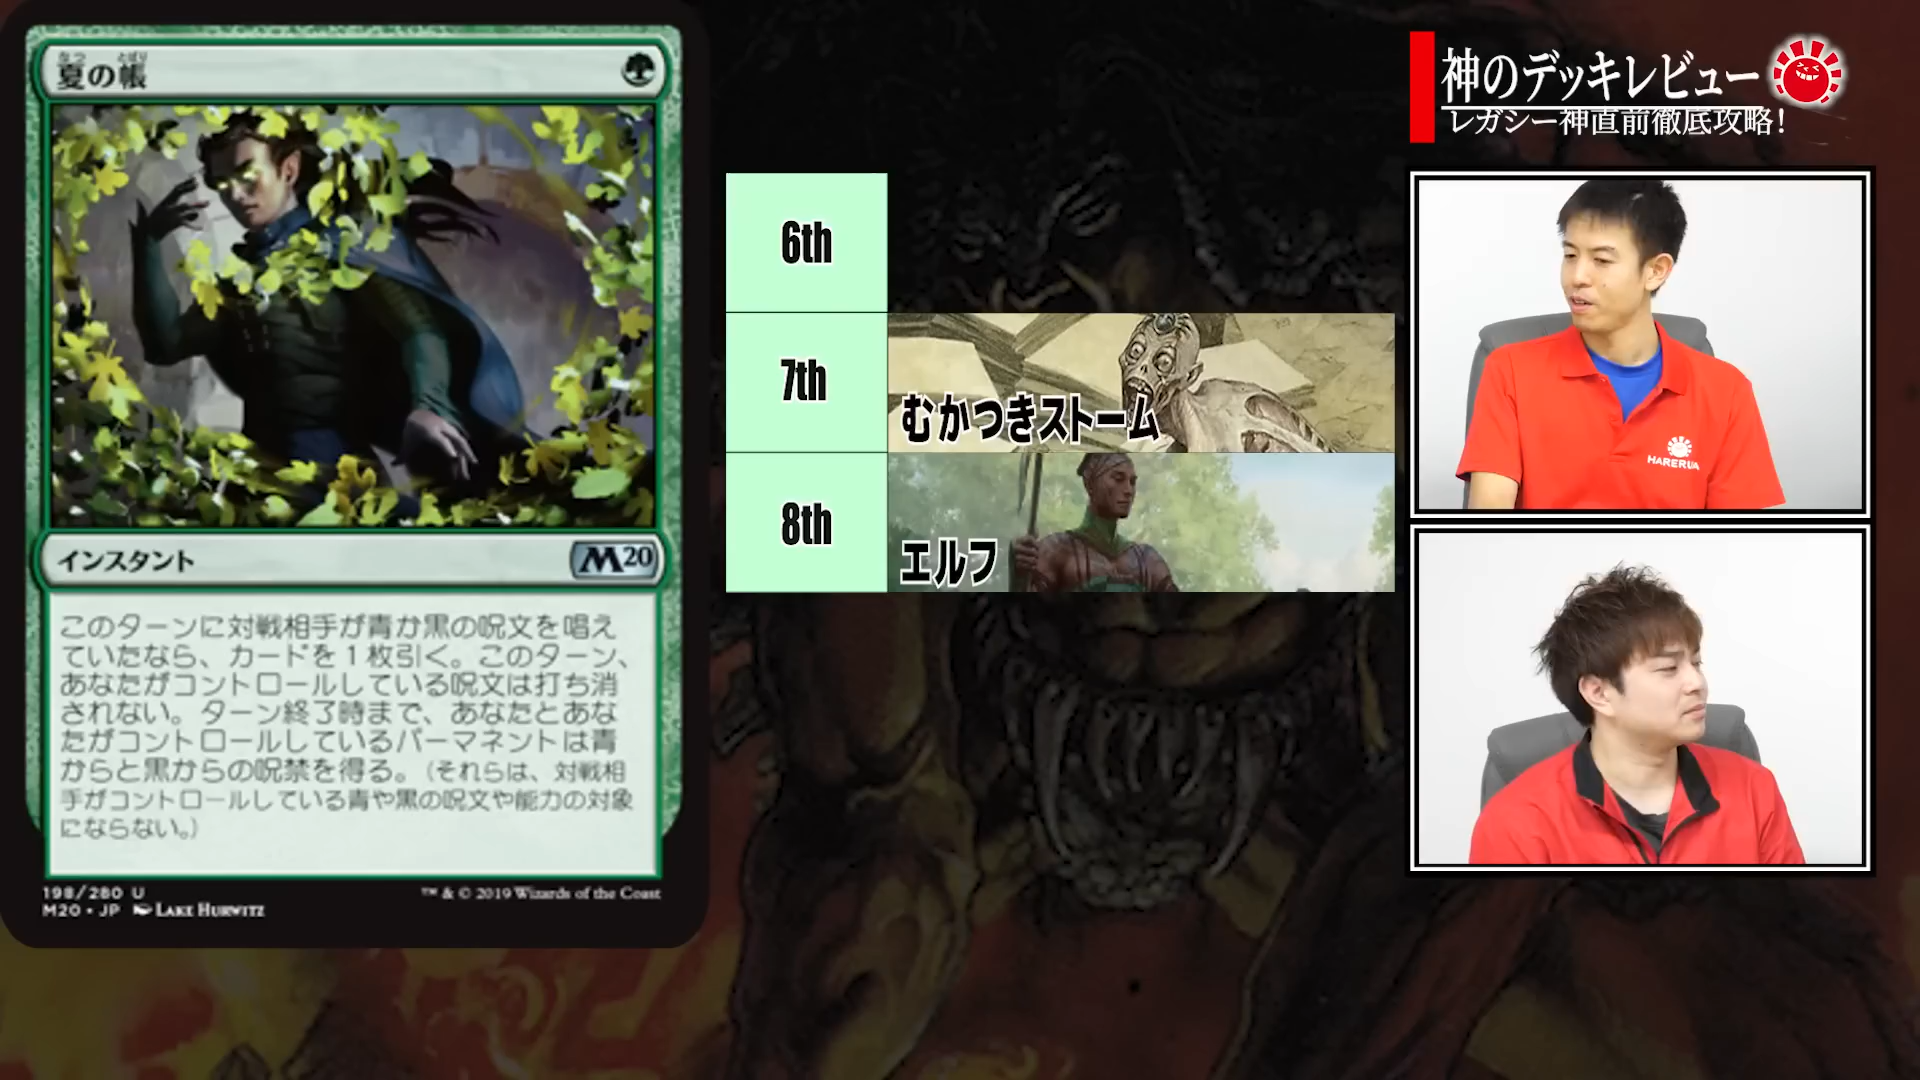 なつ とばり
夏の帳
インスタント
M20
このターンに対戦相手が青か黒の呪文を唱え
ていたなら、カードを1枚引く。このターン、
あなたがコントロールしている呪文は打ち消
されない。ターン終了時まで、あなたとあな
たがコントロールしているパーマネントは青
からと黒からの呪禁を得る。（それらは、対戦相
手がコントロールしている青や黒の呪文や能力の対象
にならない。）
198/280 U
M20・JP LAKE HURWITZ
™ & © 2019 Wizards of the Coast
6th
7th
むかつきストーム
8th
エルフ
神のデッキレビュー
レガシー神直前徹底攻略！
HARERUYA